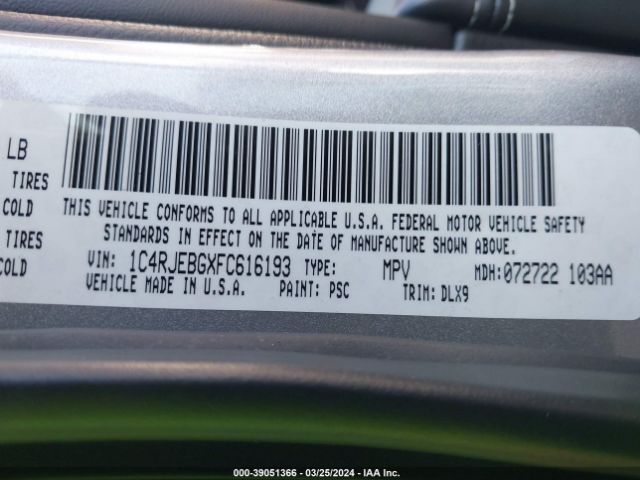 LB
TIRES
COLD
TIRES
COLD
THIS VEHICLE CONFORMS TO ALL APPLICABLE U.S.A. FEDERAL MOTOR VEHICLE SAFETY
STANDARDS IN EFFECT ON THE DATE OF MANUFACTURE SHOWN ABOVE.
VIN: 1C4RJEBGXFC616193 TYPE: MPV MDH:072722 103AA
VEHICLE MADE IN U.S.A. PAINT: PSC TRIM: DLX9
000-39051366 - 03/25/2024 - IAA Inc.